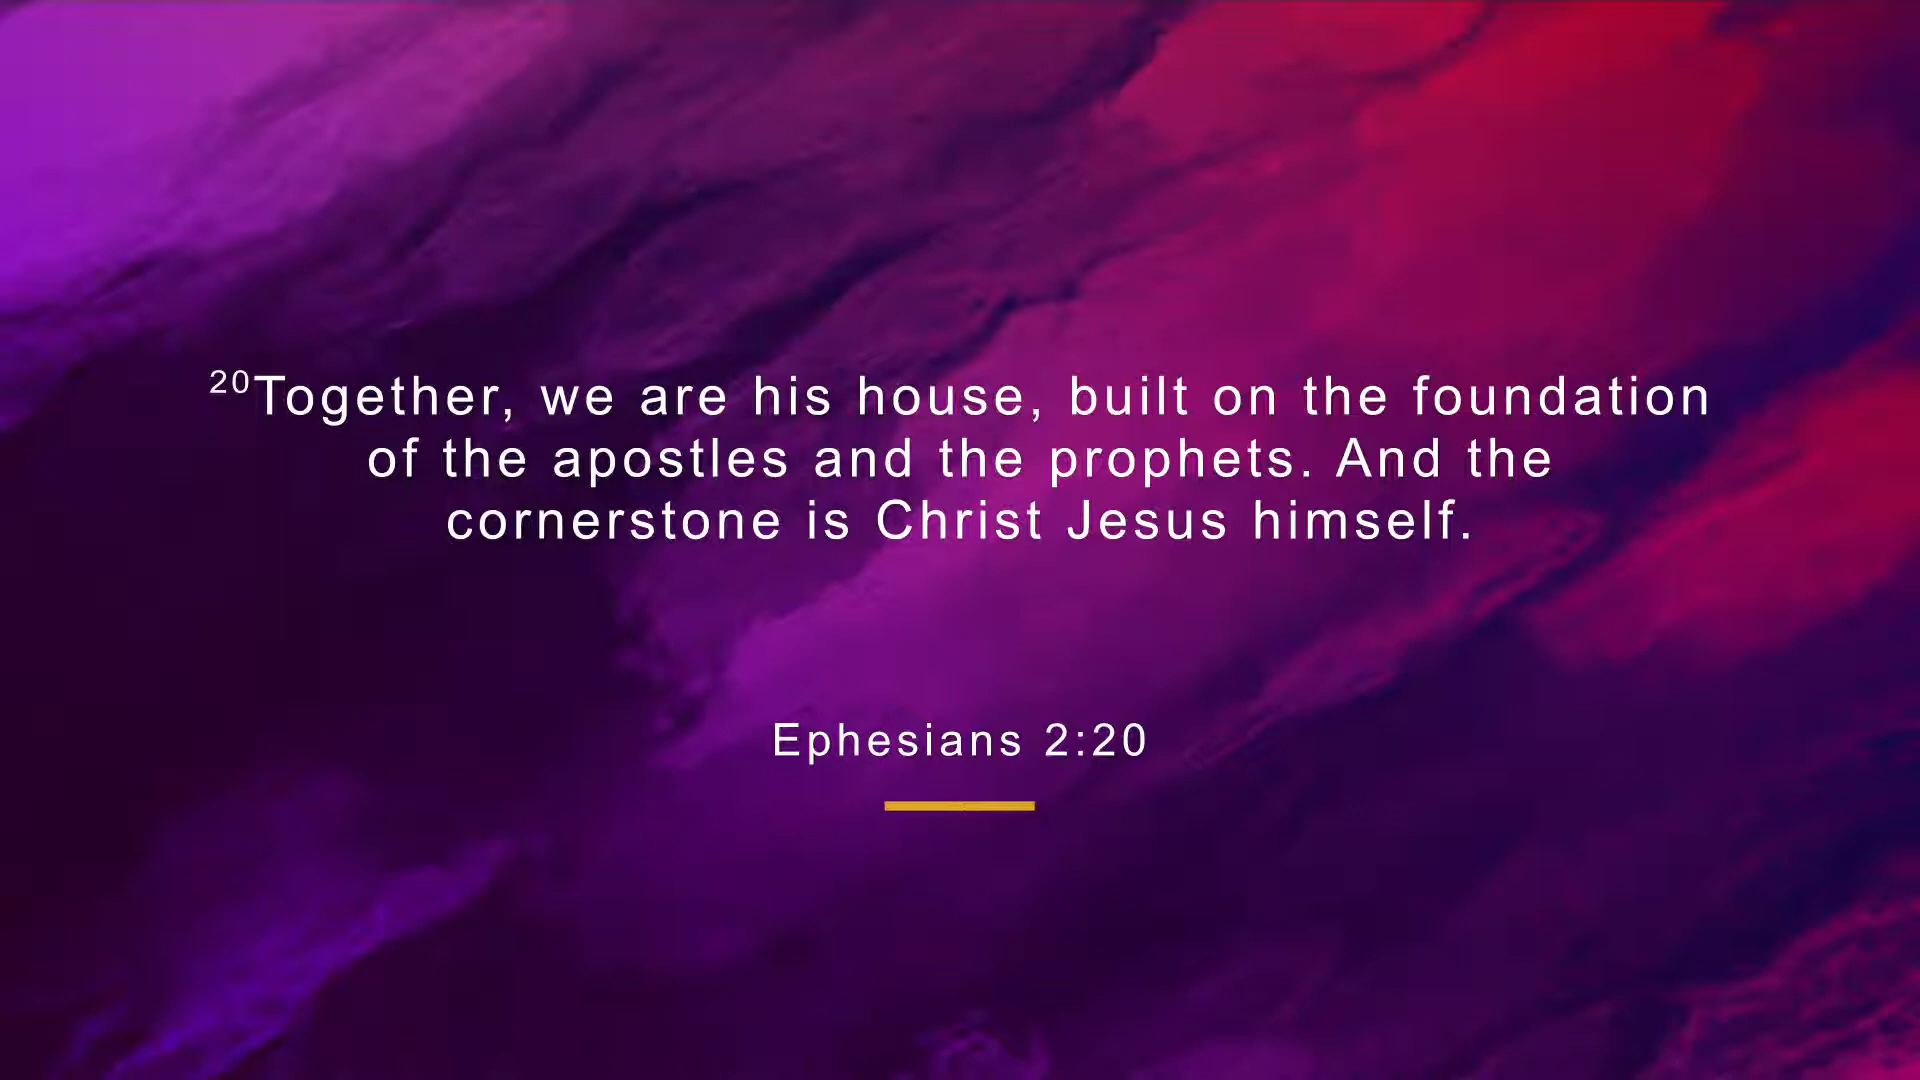 20Together, we are his house, built on the foundation
of the apostles and the prophets. And the
cornerstone is Christ Jesus himself.
Ephesians 2:20